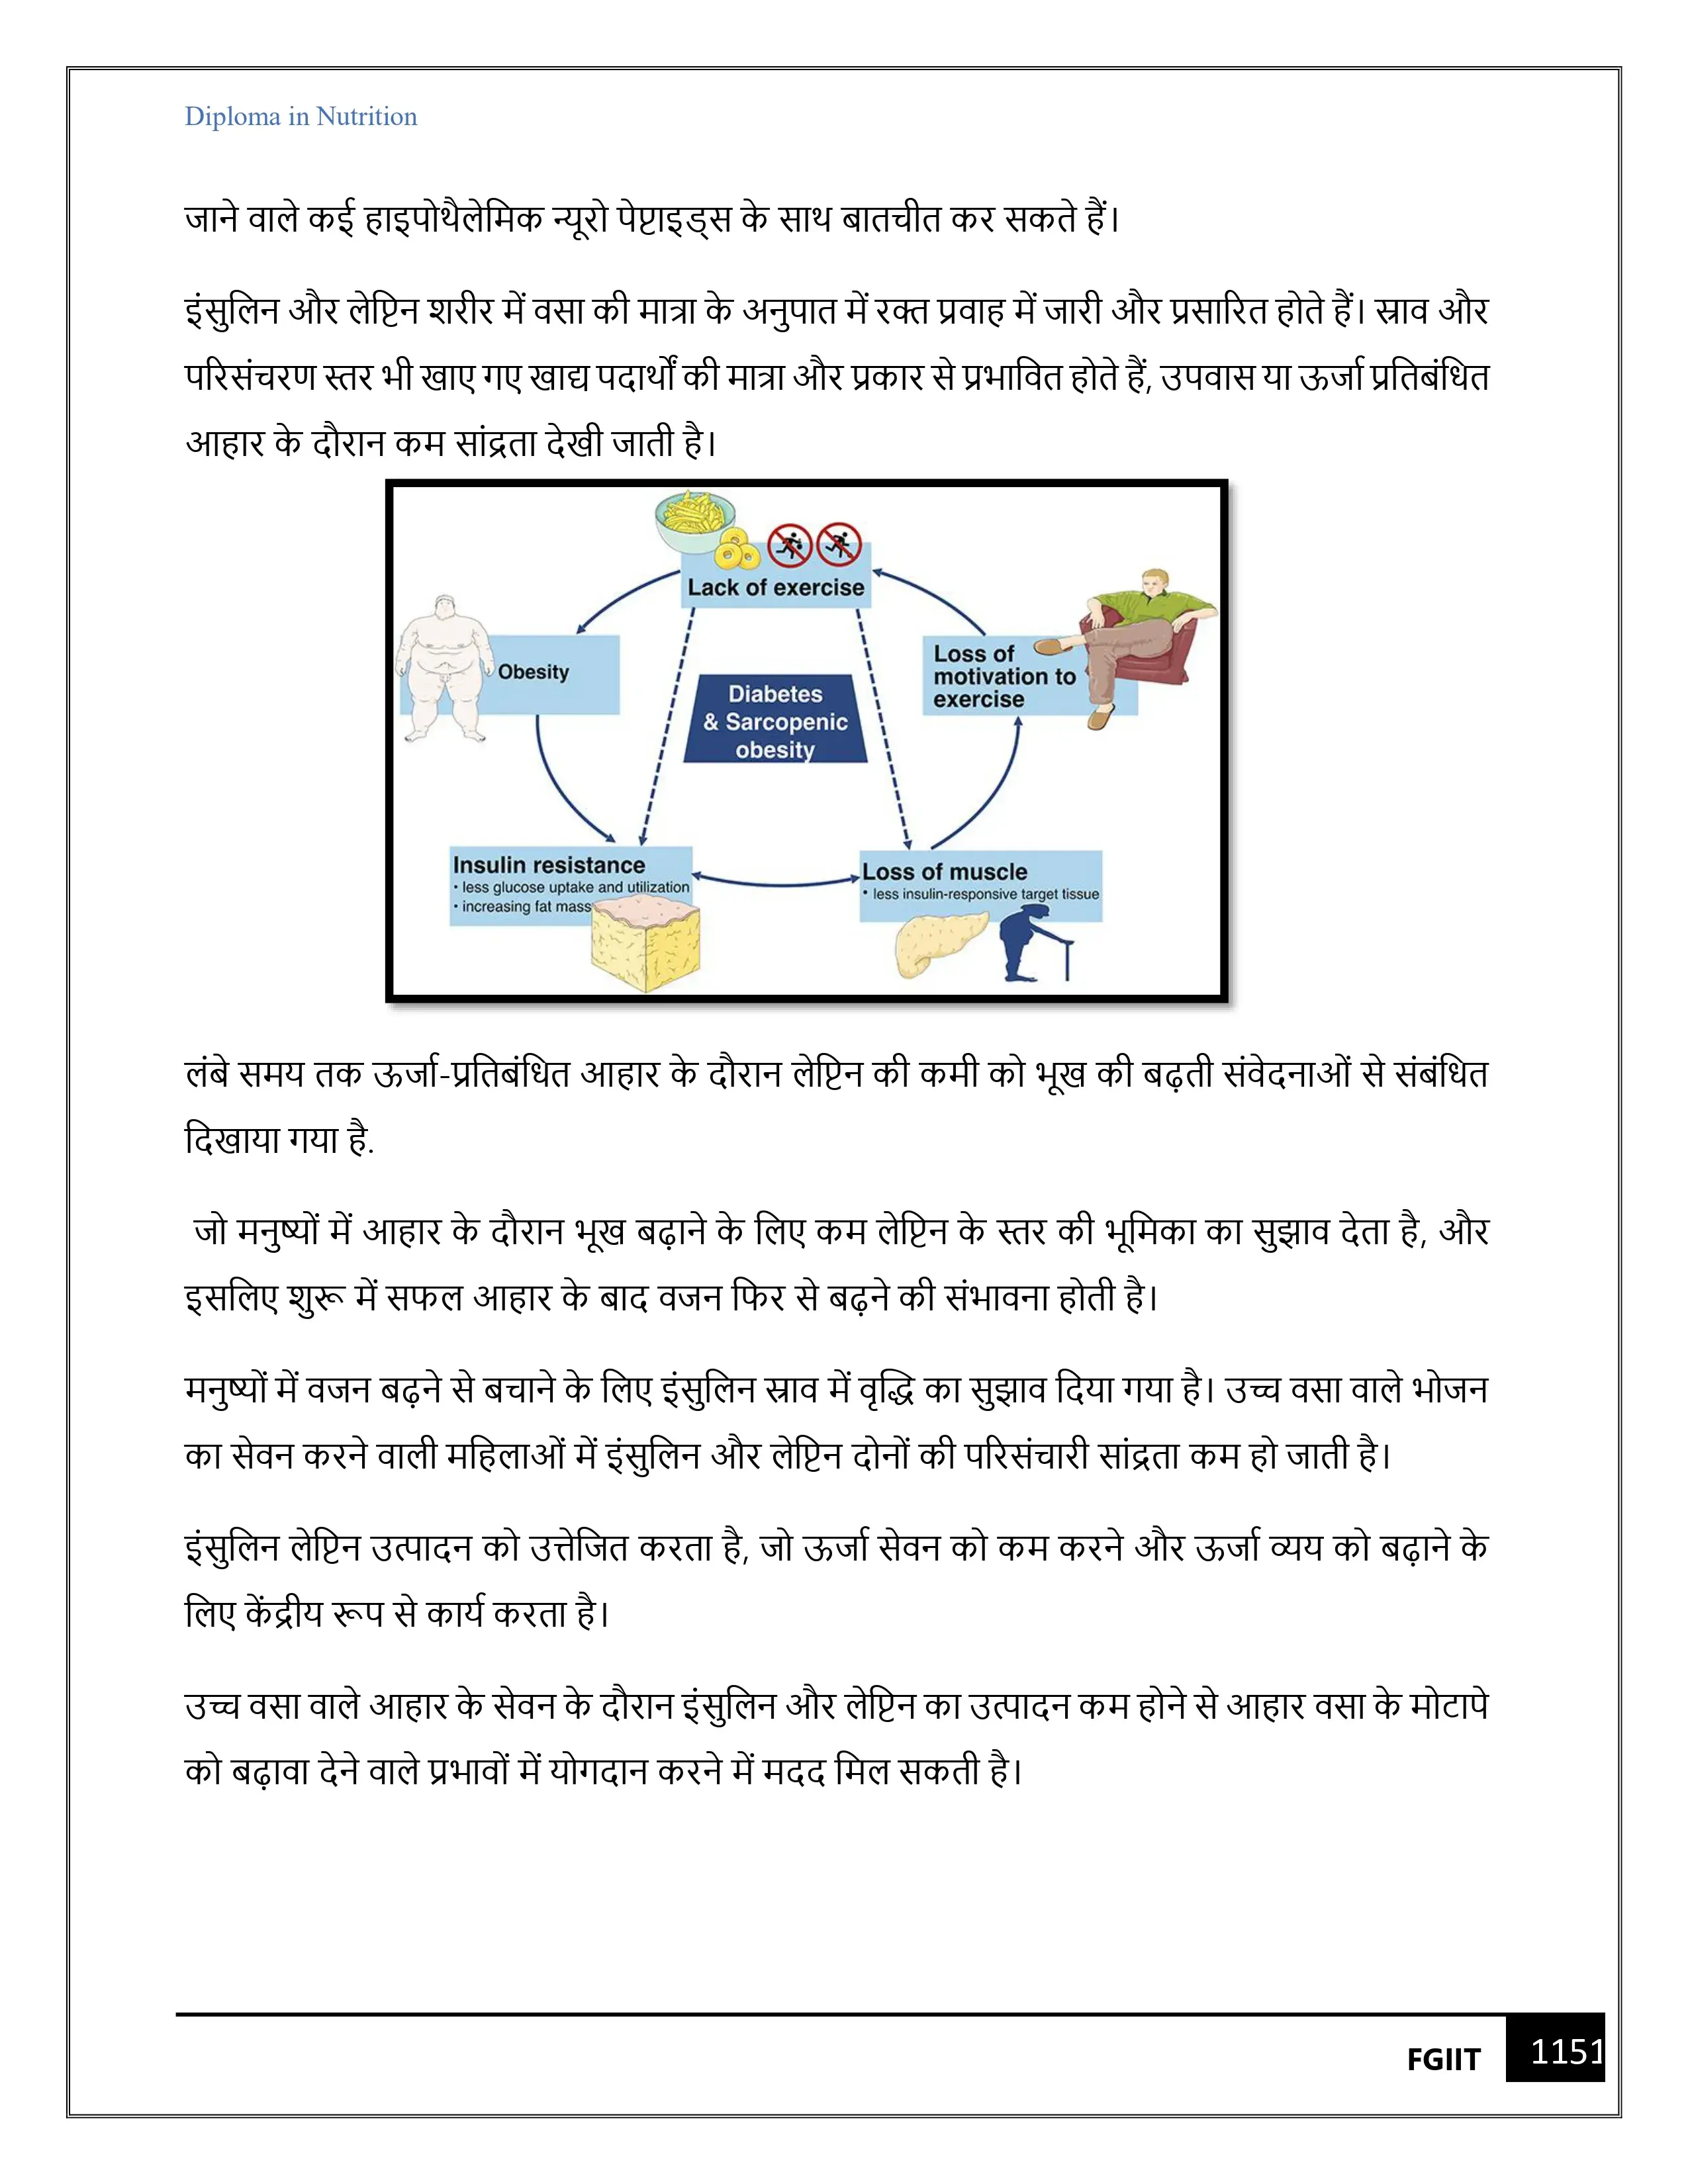 Diploma in Nutrition
जाने वाले कई हाइपोथैलेमिक न्यूरो पेप्टाइड्स के साथ बातचीत कर सकते हैं।
इंसुलिन और लेप्टिन शरीर में वसा की मात्रा के अनुपात में रक्त प्रवाह में जारी और प्रसारित होते हैं। स्राव और
परिसंचरण स्तर भी खाए गए खाद्य पदार्थों की मात्रा और प्रकार से प्रभावित होते हैं, उपवास या ऊर्जा प्रतिबंधित
आहार के दौरान कम सांद्रता देखी जाती है।
Lack of exercise
Obesity
Loss of
motivation to
exercise
Diabetes
& Sarcopenic
obesity
Insulin resistance
• less glucose uptake and utilization
• increasing fat mass
Loss of muscle
• less insulin-responsive target tissue
लंबे समय तक ऊर्जा-प्रतिबंधित आहार के दौरान लेप्टिन की कमी को भूख की बढ़ती संवेदनाओं से संबंधित
दिखाया गया है.
जो मनुष्यों में आहार के दौरान भूख बढ़ाने के लिए कम लेप्टिन के स्तर की भूमिका का सुझाव देता है, और
इसलिए शुरू में सफल आहार के बाद वजन फिर से बढ़ने की संभावना होती है।
मनुष्यों में वजन बढ़ने से बचाने के लिए इंसुलिन स्राव में वृद्धि का सुझाव दिया गया है। उच्च वसा वाले भोजन
का सेवन करने वाली महिलाओं में इंसुलिन और लेप्टिन दोनों की परिसंचारी सांद्रता कम हो जाती है।
इंसुलिन लेप्टिन उत्पादन को उत्तेजित करता है, जो ऊर्जा सेवन को कम करने और ऊर्जा व्यय को बढ़ाने के
लिए केंद्रीय रूप से कार्य करता है।
उच्च वसा वाले आहार के सेवन के दौरान इंसुलिन और लेप्टिन का उत्पादन कम होने से आहार वसा के मोटापे
को बढ़ावा देने वाले प्रभावों में योगदान करने में मदद मिल सकती है।
FGIIT
1151